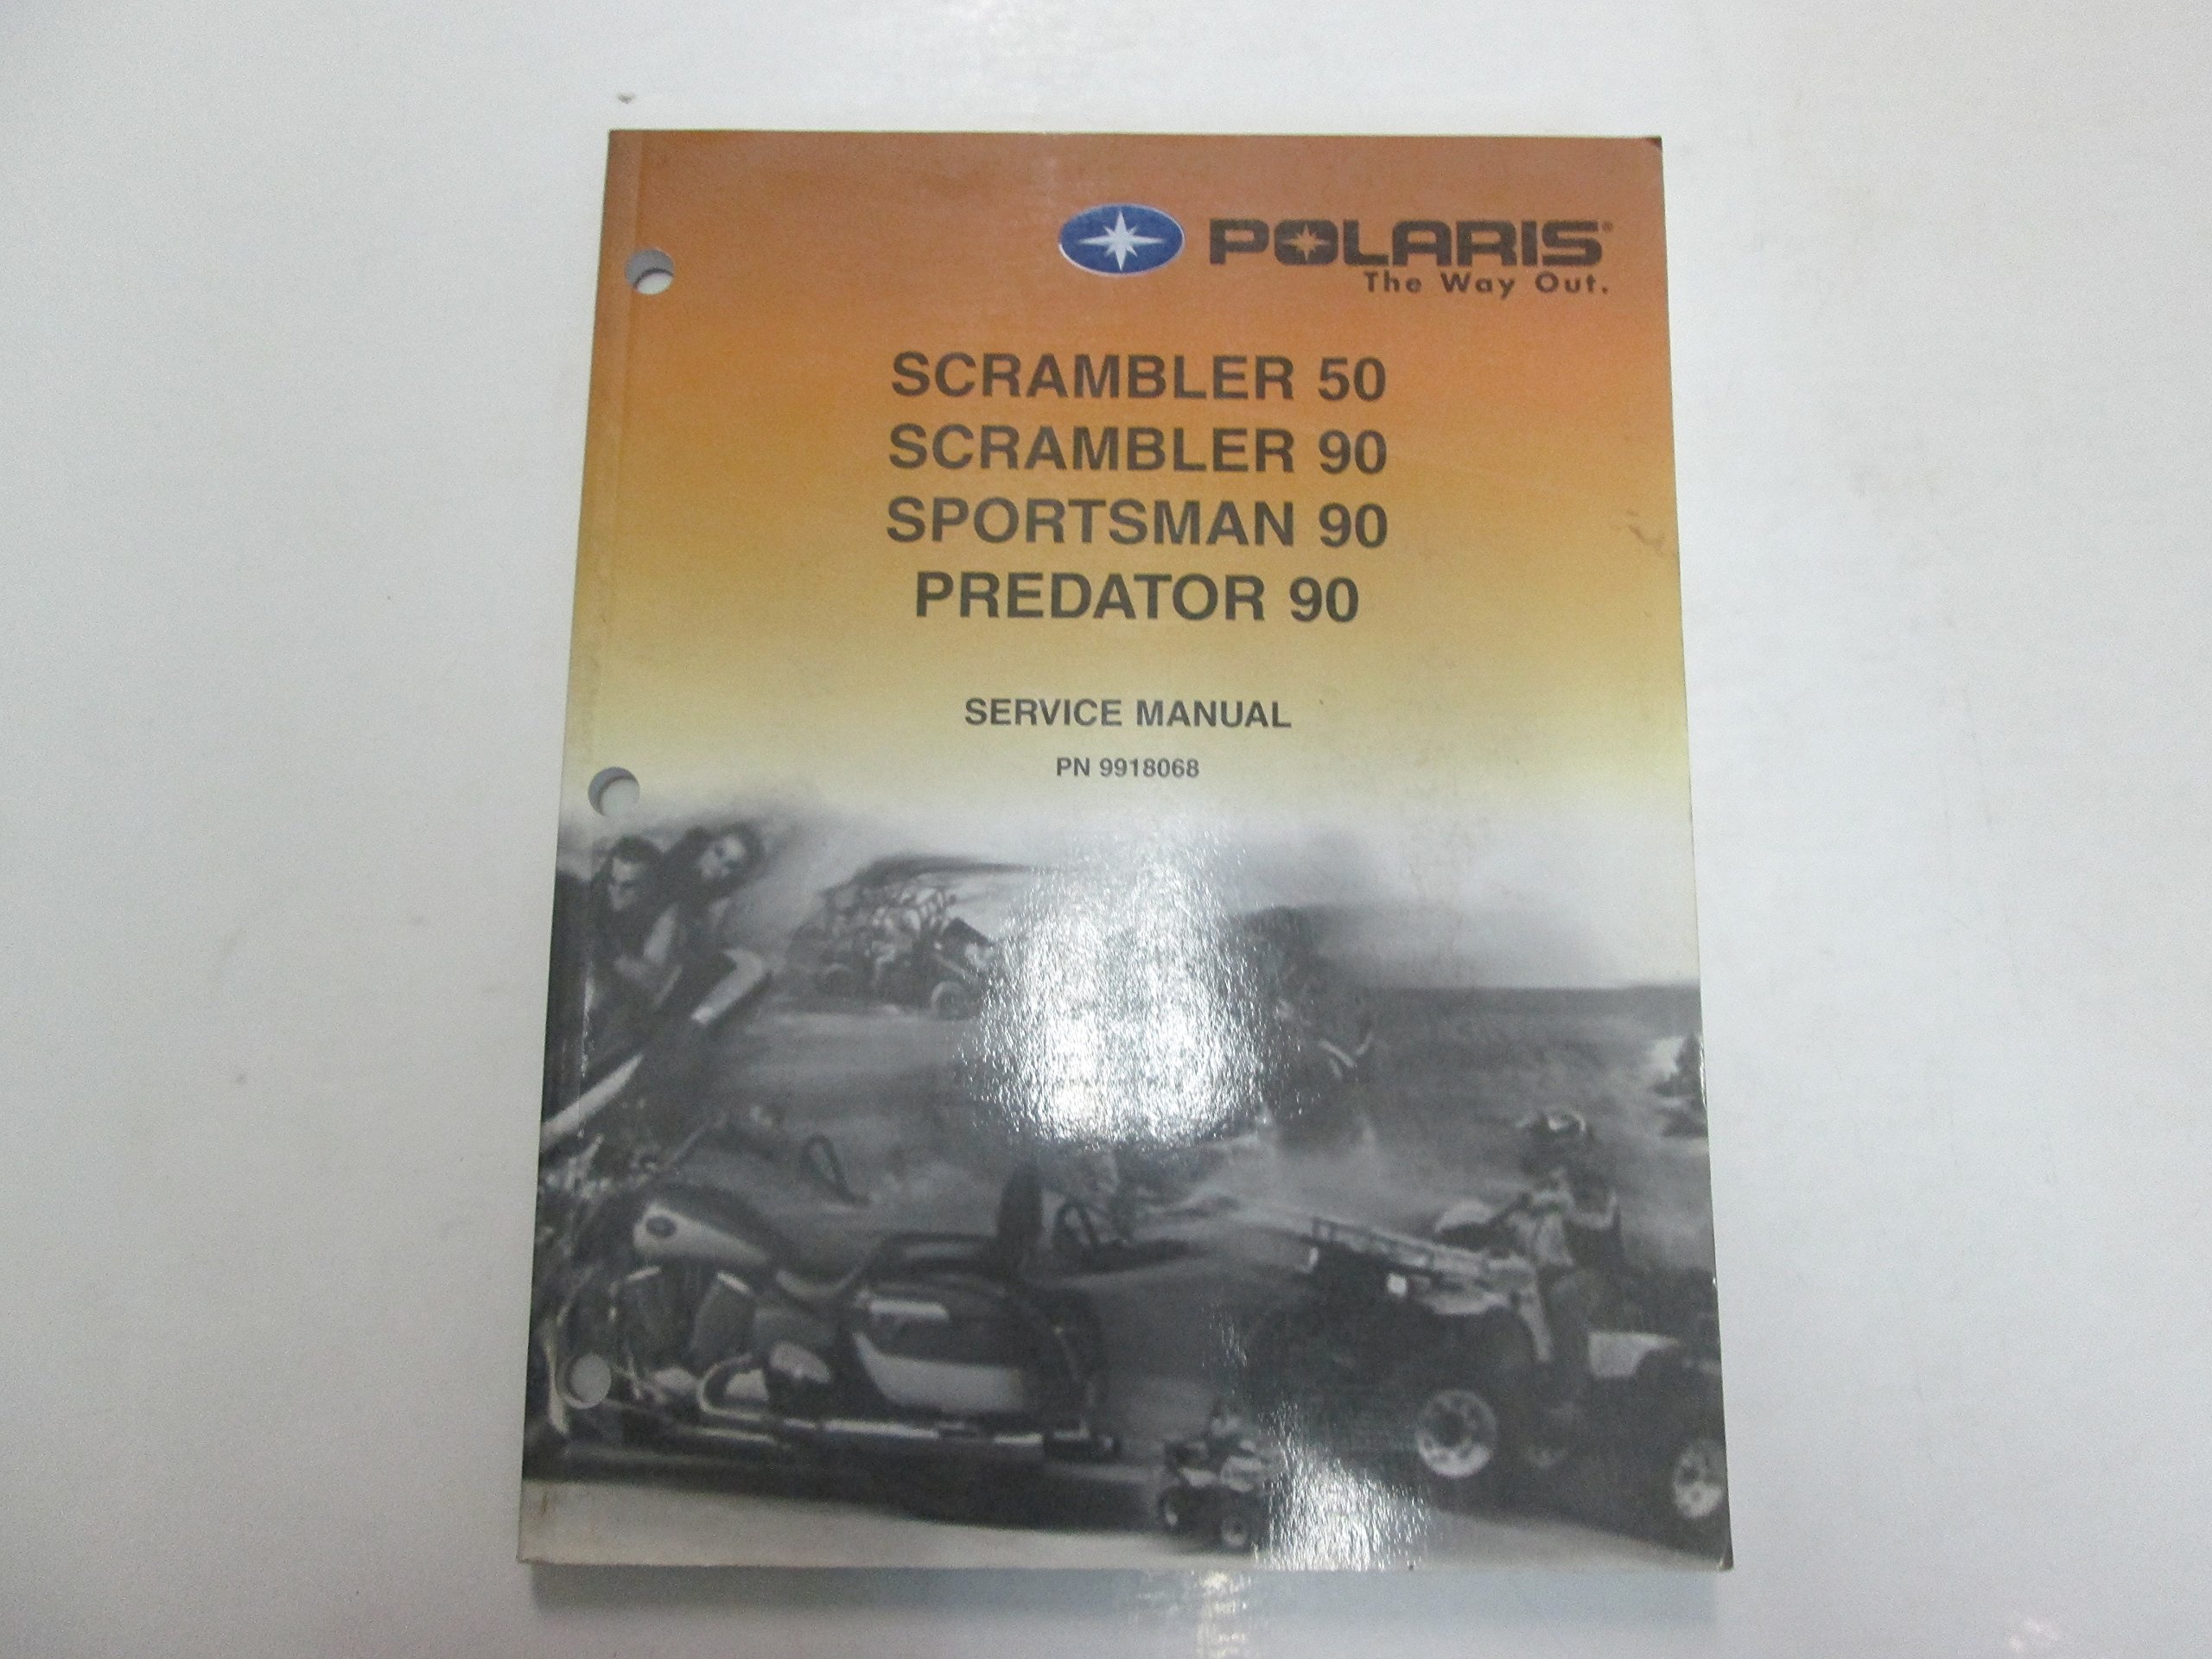 POLARIS®
The Way Out.
SCRAMBLER 50
SCRAMBLER 90
SPORTSMAN 90
PREDATOR 90
SERVICE MANUAL
PN 9918068